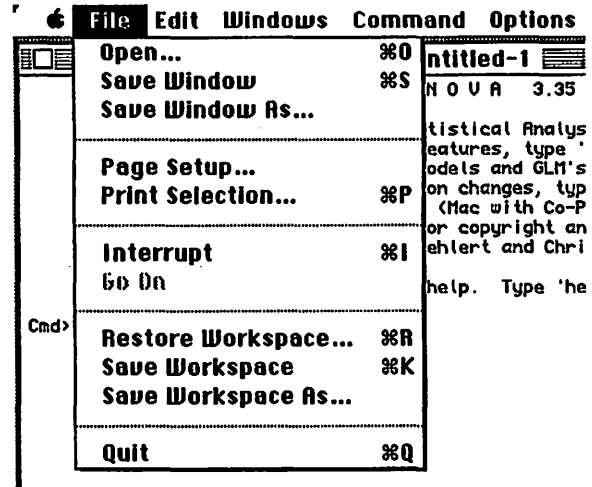 File Edit Windows Command Options
Open... ⌘O
Save Window ⌘S
Save Window As...
Page Setup...
Print Selection... ⌘P
Interrupt ⌘I
Go On
Restore Workspace... ⌘R
Save Workspace ⌘K
Save Workspace As...
Quit ⌘Q
ntitled-1
N O V A 3.35
tistical Analys
eatures, type '
odels and GLM's
on changes, typ
(Mac with Co-P
or copyright an
ehlert and Chri
help. Type 'he
Cmd>